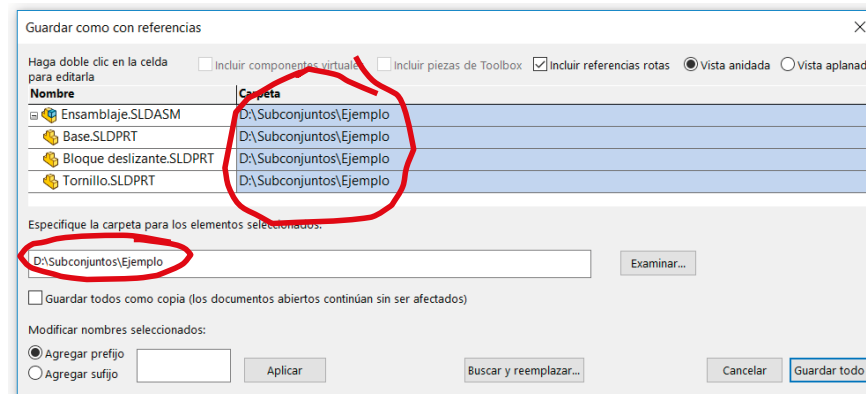 Guardar como con referencias
Haga doble clic en la celda para editarla
Incluir componentes virtuales
Incluir piezas de Toolbox
Incluir referencias rotas
Vista anidada
Vista aplanad
Nombre Carpeta
Ensamblaje.SLDASM D:\Subconjuntos\Ejemplo
Base.SLDPRT D:\Subconjuntos\Ejemplo
Bloque deslizante.SLDPRT D:\Subconjuntos\Ejemplo
Tornillo.SLDPRT D:\Subconjuntos\Ejemplo
Especifique la carpeta para los elementos seleccionados:
D:\Subconjuntos\Ejemplo
Examinar...
Guardar todos como copia (los documentos abiertos continúan sin ser afectados)
Modificar nombres seleccionados:
Agregar prefijo
Agregar sufijo
Aplicar
Buscar y reemplazar...
Cancelar
Guardar todo